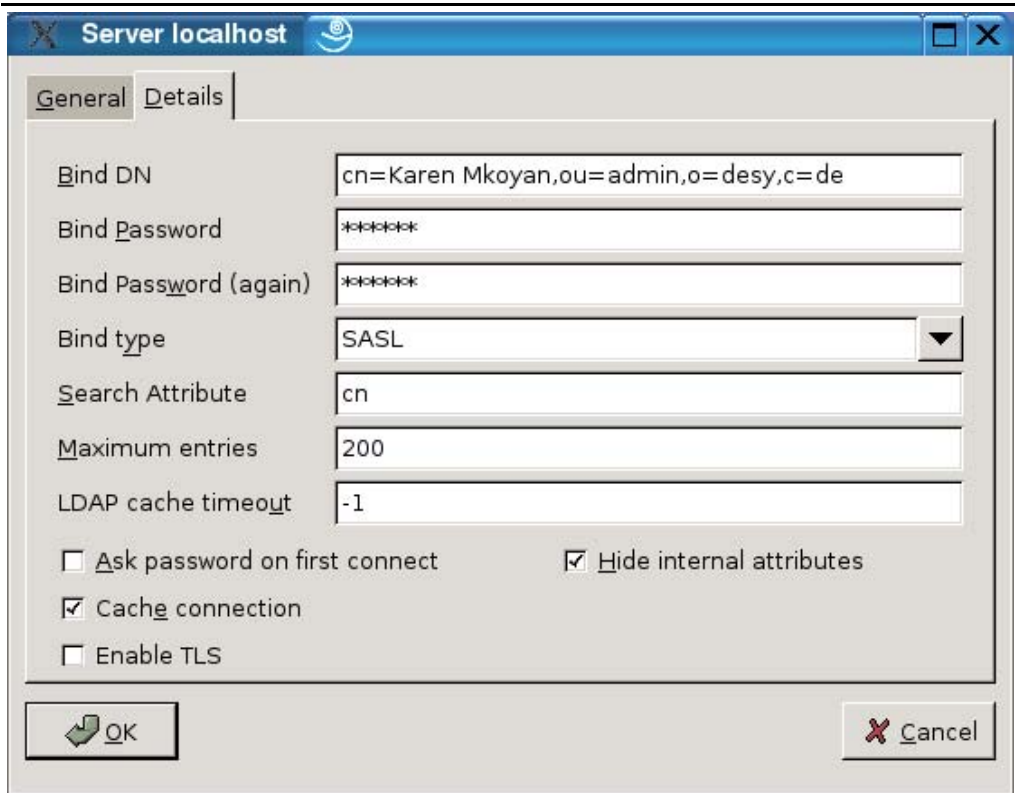 Server localhost
General Details
Bind DN cn=Karen Mkoyan,ou=admin,o=desy,c=de
Bind Password ******
Bind Password (again) ******
Bind type SASL
Search Attribute cn
Maximum entries 200
LDAP cache timeout -1
Ask password on first connect Hide internal attributes
Cache connection
Enable TLS
OK Cancel